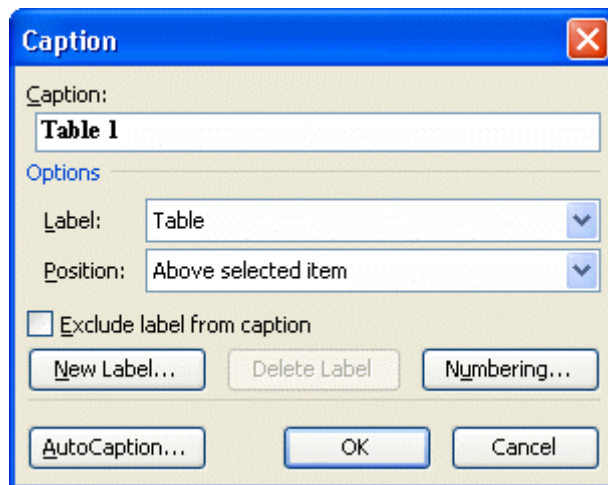 Caption
Caption:
Table 1
Options
Label: Table
Position: Above selected item
Exclude label from caption
New Label... Delete Label Numbering...
AutoCaption... OK Cancel